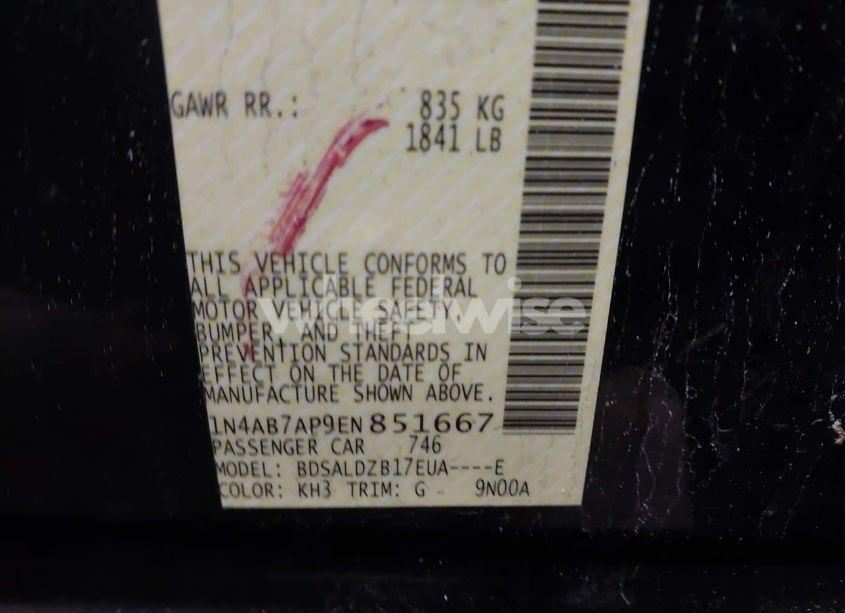 GAWR RR.: 835 KG
1841 LB
THIS VEHICLE CONFORMS TO
ALL APPLICABLE FEDERAL
MOTOR VEHICLE SAFETY,
BUMPER, AND THEFT
PREVENTION STANDARDS IN
EFFECT ON THE DATE OF
MANUFACTURE SHOWN ABOVE.
1N4AB7AP9EN851667
PASSENGER CAR 746
MODEL: BDSALDZB17EUA----E
COLOR: KH3 TRIM: G 9N00A
wheelwise